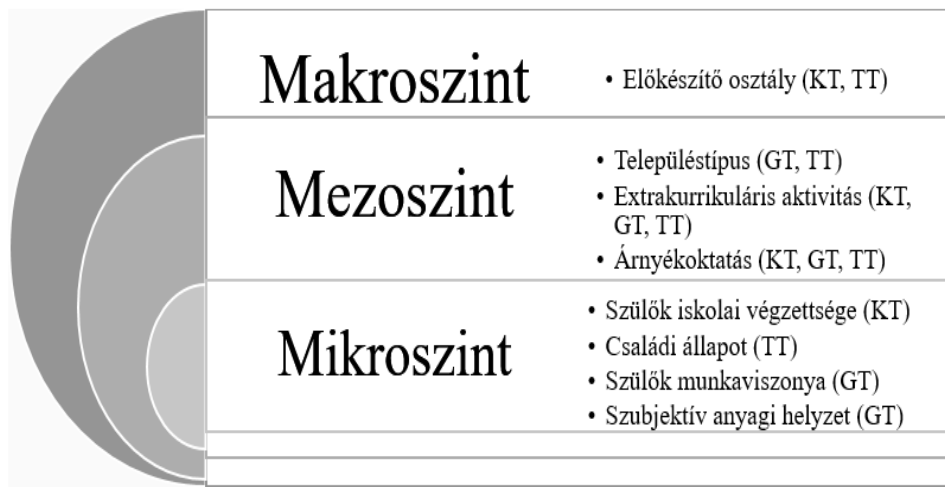 Makroszint
• Előkészítő osztály (KT, TT)
Mezoszint
• Településtípus (GT, TT)
• Extrakurrikuláris aktivitás (KT,
GT, TT)
• Árnyékoktatás (KT, GT, TT)
Mikroszint
• Szülők iskolai végzettsége (KT)
• Családi állapot (TT)
• Szülők munkaviszonya (GT)
• Szubjektív anyagi helyzet (GT)